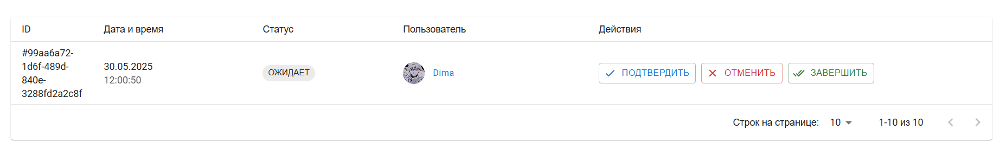 ID Дата и время Статус Пользователь Действия
#99aa6a72-
1d6f-489d-
840e-
3288fd2a2c8f
30.05.2025
12:00:50
ОЖИДАЕТ
Dima
ПОДТВЕРДИТЬ ОТМЕНИТЬ ЗАВЕРШИТЬ
Строк на странице: 10 1-10 из 10